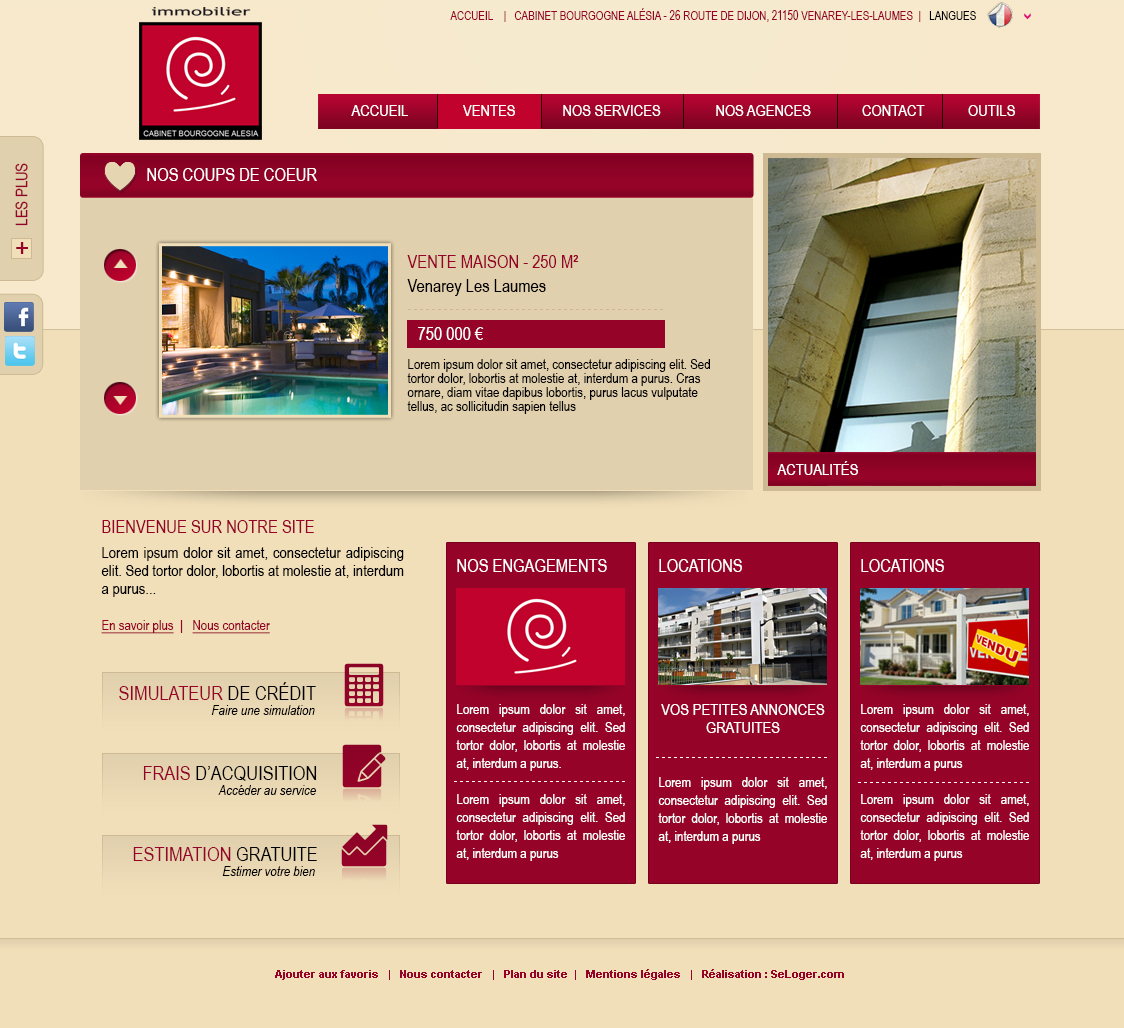 immobilier
CABINET BOURGOGNE ALESIA
ACCUEIL | CABINET BOURGOGNE ALÉSIA - 26 ROUTE DE DIJON, 21150 VENAREY-LES-LAUMES | LANGUES
ACCUEIL VENTES NOS SERVICES NOS AGENCES CONTACT OUTILS
LES PLUS
+
f
t
NOS COUPS DE COEUR
VENTE MAISON - 250 M²
Venarey Les Laumes
750 000 €
Lorem ipsum dolor sit amet, consectetur adipiscing elit. Sed
tortor dolor, lobortis at molestie at, interdum a purus. Cras
ornare, diam vitae dapibus lobortis, purus lacus vulputate
tellus, ac sollicitudin sapien tellus
ACTUALITÉS
BIENVENUE SUR NOTRE SITE
Lorem ipsum dolor sit amet, consectetur adipiscing
elit. Sed tortor dolor, lobortis at molestie at, interdum
a purus...
En savoir plus | Nous contacter
SIMULATEUR DE CRÉDIT
Faire une simulation
FRAIS D'ACQUISITION
Accéder au service
ESTIMATION GRATUITE
Estimer votre bien
NOS ENGAGEMENTS
Lorem ipsum dolor sit amet,
consectetur adipiscing elit. Sed
tortor dolor, lobortis at molestie
at, interdum a purus.
Lorem ipsum dolor sit amet,
consectetur adipiscing elit. Sed
tortor dolor, lobortis at molestie
at, interdum a purus
LOCATIONS
VOS PETITES ANNONCES
GRATUITES
Lorem ipsum dolor sit amet,
consectetur adipiscing elit. Sed
tortor dolor, lobortis at molestie
at, interdum a purus
LOCATIONS
VENDU
Lorem ipsum dolor sit amet,
consectetur adipiscing elit. Sed
tortor dolor, lobortis at molestie
at, interdum a purus
Lorem ipsum dolor sit amet,
consectetur adipiscing elit. Sed
tortor dolor, lobortis at molestie
at, interdum a purus
Ajouter aux favoris | Nous contacter | Plan du site | Mentions légales | Réalisation : SeLoger.com